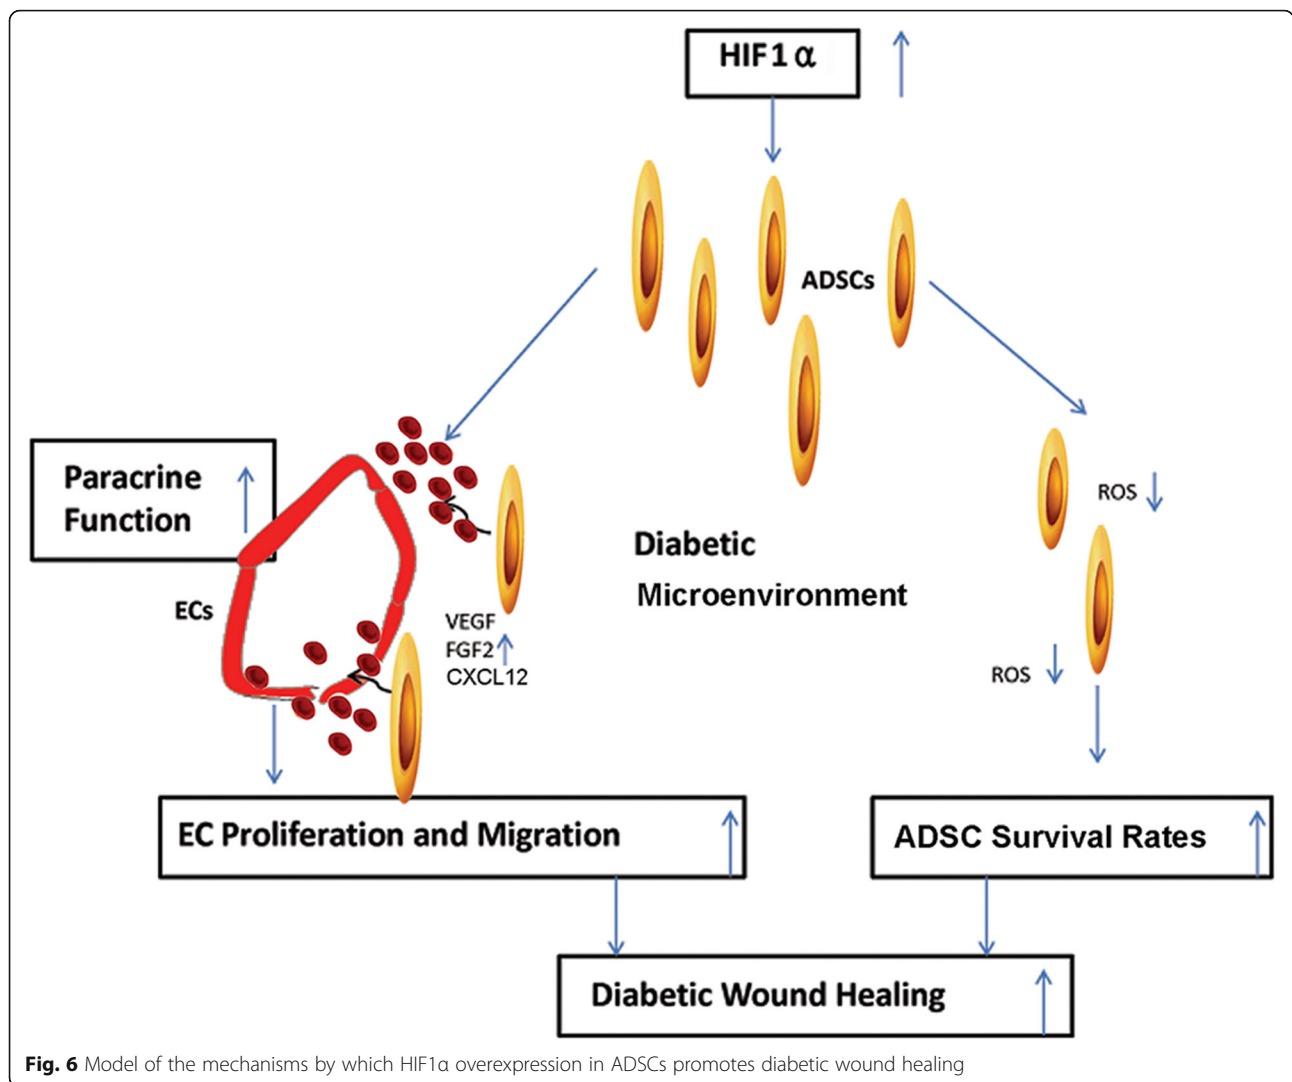 HIF1 α
ADSCs
Paracrine
Function
ECs
VEGF
FGF2
CXCL12
Diabetic
Microenvironment
ROS
ROS
EC Proliferation and Migration
ADSC Survival Rates
Diabetic Wound Healing
Fig. 6 Model of the mechanisms by which HIF1α overexpression in ADSCs promotes diabetic wound healing